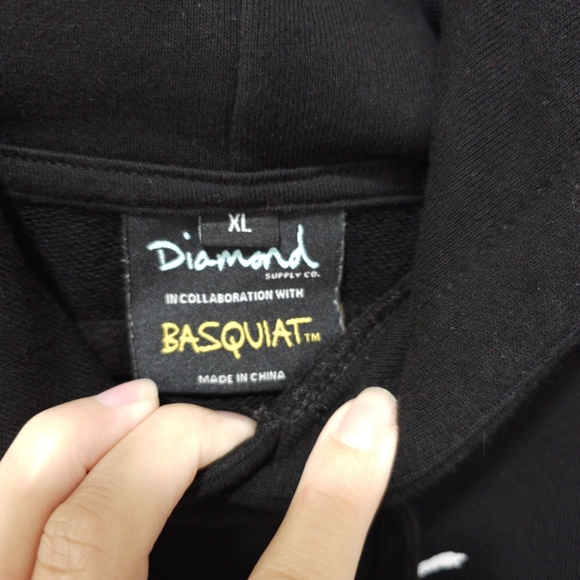 XL
Diamond
SUPPLY CO.
IN COLLABORATION WITH
BASQUIAT™
MADE IN CHINA